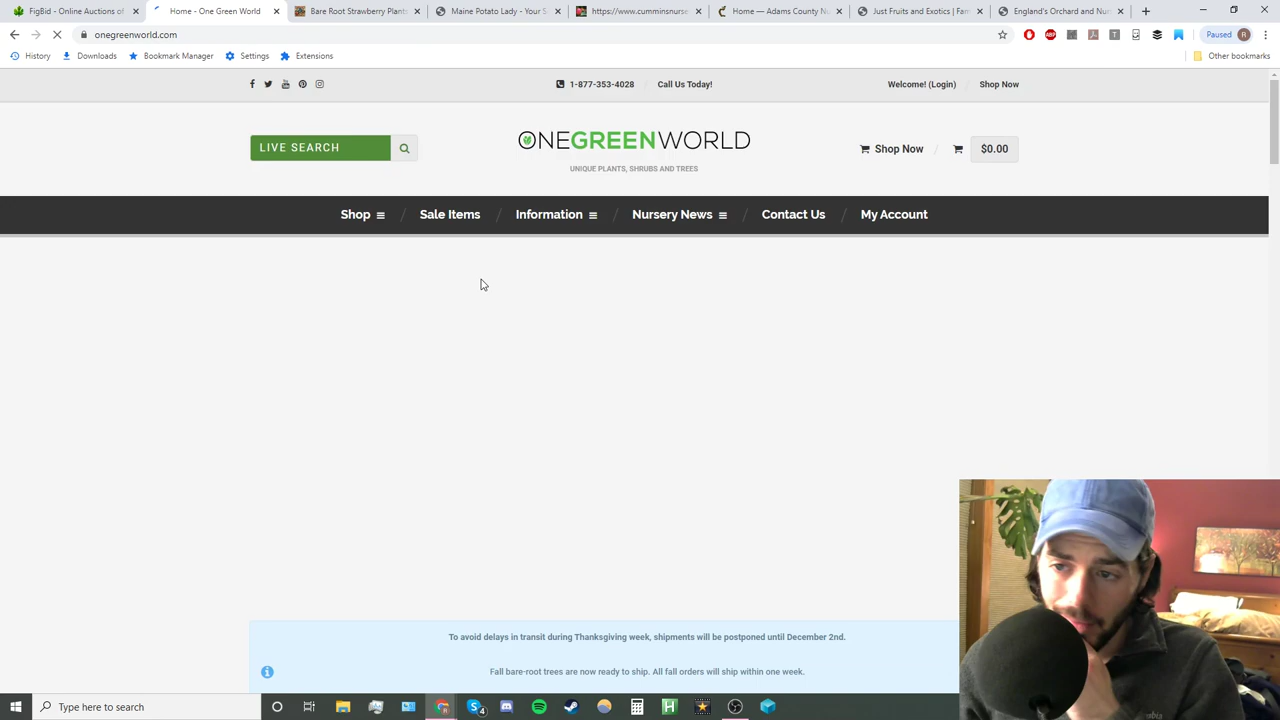 FigBid - Online Auctions of
Home - One Green World
Bare Root Strawberry Plants
Maine Potato Lady - Your S
https://www.cumminsnurse
Home — Adams County Nu
Just Fruits and Exotics | Fam
England's Orchard and Nur
onegreenworld.com
Paused
R
History
Downloads
Bookmark Manager
Settings
Extensions
Other bookmarks
1-877-353-4028 / Call Us Today!
Welcome! (Login) / Shop Now
LIVE SEARCH
ONEGREENWORLD
UNIQUE PLANTS, SHRUBS AND TREES
Shop Now / $0.00
Shop / Sale Items / Information / Nursery News / Contact Us / My Account
To avoid delays in transit during Thanksgiving week, shipments will be postponed until December 2nd.
Fall bare-root trees are now ready to ship. All fall orders will ship within one week.
Type here to search